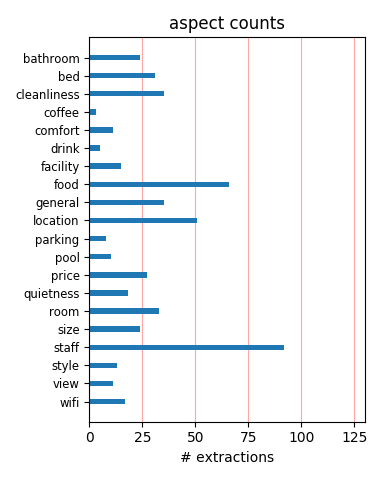 aspect counts
bathroom
bed
cleanliness
coffee
comfort
drink
facility
food
general
location
parking
pool
price
quietness
room
size
staff
style
view
wifi
0 25 50 75 100 125
# extractions